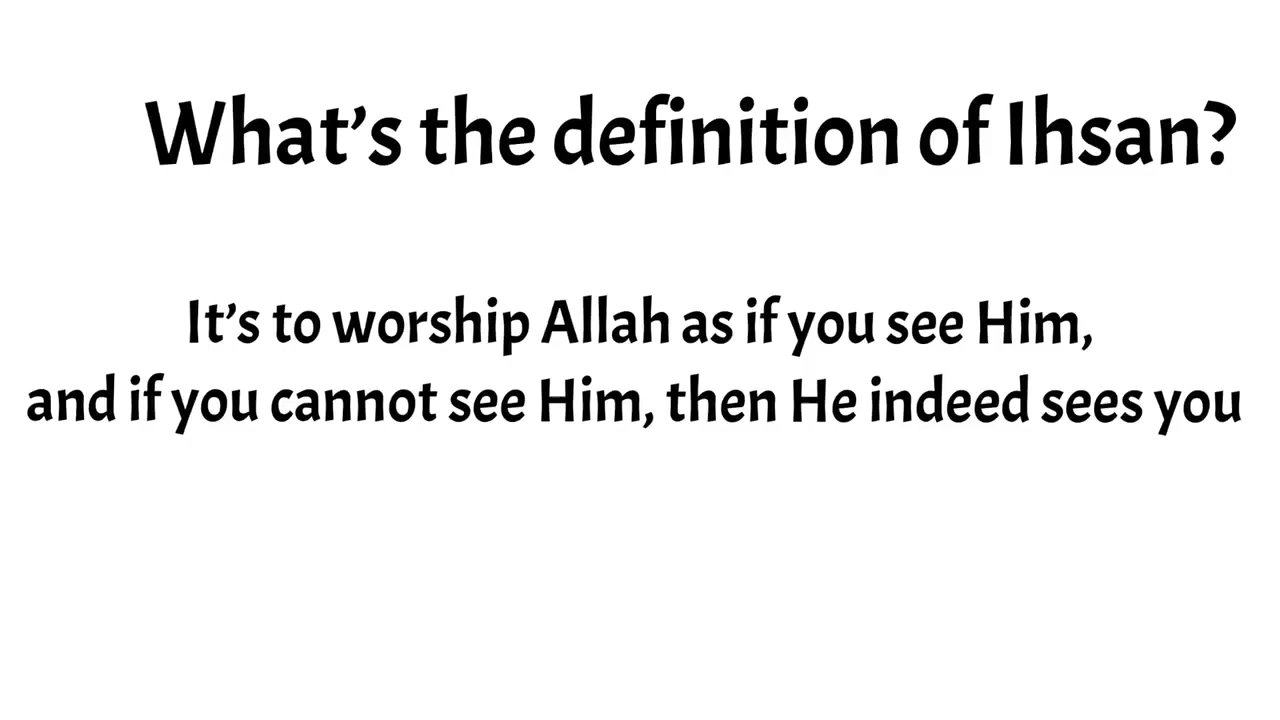 What’s the definition of Ihsan?
It’s to worship Allah as if you see Him,
and if you cannot see Him, then He indeed sees you